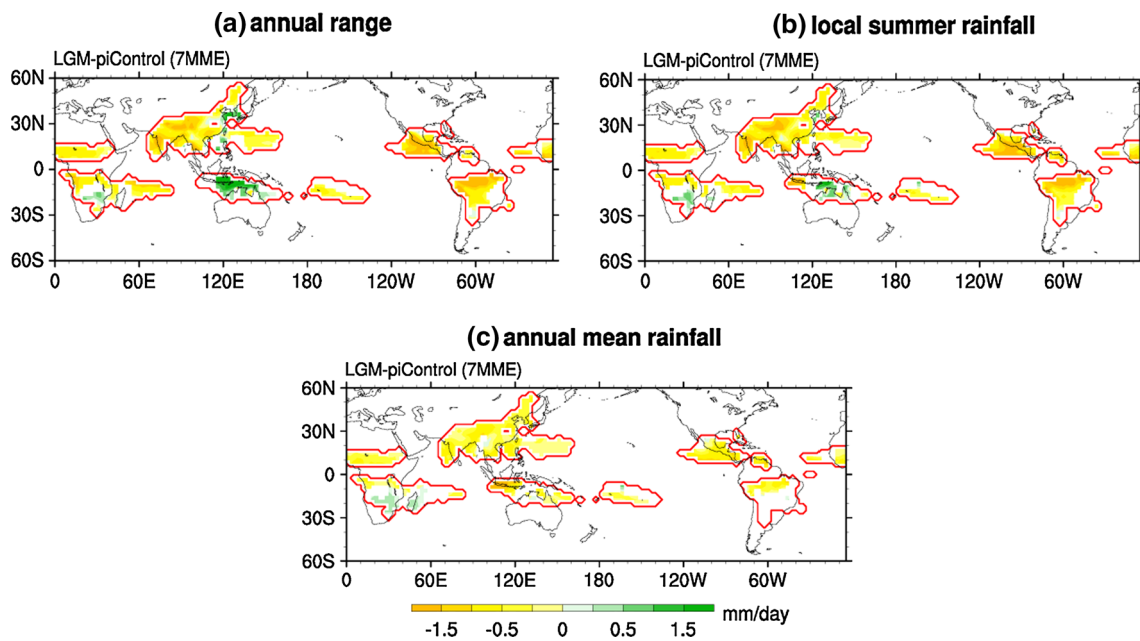 (a) annual range
LGM-piControl (7MME)
60N
30N
0
30S
60S
0 60E 120E 180 120W 60W
(b) local summer rainfall
LGM-piControl (7MME)
60N
30N
0
30S
60S
0 60E 120E 180 120W 60W
(c) annual mean rainfall
LGM-piControl (7MME)
60N
30N
0
30S
60S
0 60E 120E 180 120W 60W
-1.5 -0.5 0 0.5 1.5 mm/day